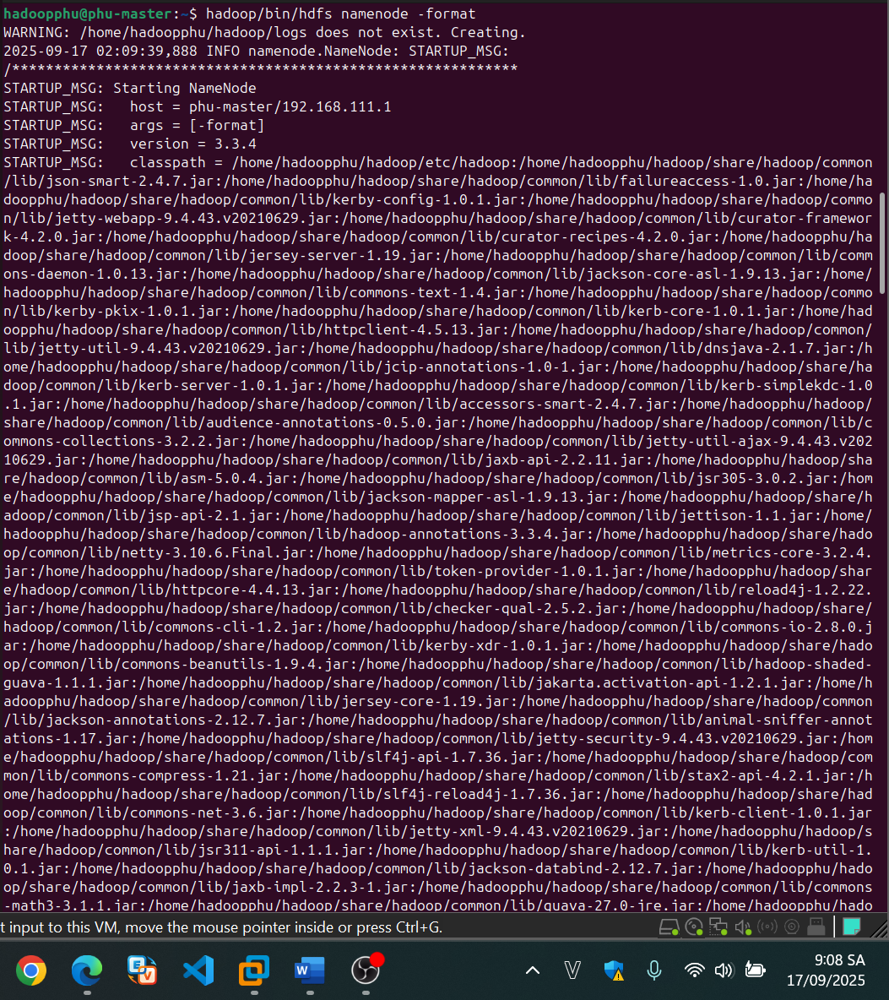 hadoopphu@phu-master:~$ hadoop/bin/hdfs namenode -format
WARNING: /home/hadoopphu/hadoop/logs does not exist. Creating.
2025-09-17 02:09:39,888 INFO namenode.NameNode: STARTUP_MSG:
/************************************************************
STARTUP_MSG: Starting NameNode
STARTUP_MSG:   host = phu-master/192.168.111.1
STARTUP_MSG:   args = [-format]
STARTUP_MSG:   version = 3.3.4
STARTUP_MSG:   classpath = /home/hadoopphu/hadoop/etc/hadoop:/home/hadoopphu/hadoop/share/hadoop/common
/lib/json-smart-2.4.7.jar:/home/hadoopphu/hadoop/share/hadoop/common/lib/failureaccess-1.0.jar:/home/ha
doopphu/hadoop/share/hadoop/common/lib/kerby-config-1.0.1.jar:/home/hadoopphu/hadoop/share/hadoop/commo
n/lib/jetty-webapp-9.4.43.v20210629.jar:/home/hadoopphu/hadoop/share/hadoop/common/lib/curator-framewor
k-4.2.0.jar:/home/hadoopphu/hadoop/share/hadoop/common/lib/curator-recipes-4.2.0.jar:/home/hadoopphu/ha
doop/share/hadoop/common/lib/jersey-server-1.19.jar:/home/hadoopphu/hadoop/share/hadoop/common/lib/comm
ons-daemon-1.0.13.jar:/home/hadoopphu/hadoop/share/hadoop/common/lib/jackson-core-asl-1.9.13.jar:/home/
hadoopphu/hadoop/share/hadoop/common/lib/commons-text-1.4.jar:/home/hadoopphu/hadoop/share/hadoop/commo
n/lib/kerby-pkix-1.0.1.jar:/home/hadoopphu/hadoop/share/hadoop/common/lib/kerb-core-1.0.1.jar:/home/had
oopphu/hadoop/share/hadoop/common/lib/httpclient-4.5.13.jar:/home/hadoopphu/hadoop/share/hadoop/common/
lib/jetty-util-9.4.43.v20210629.jar:/home/hadoopphu/hadoop/share/hadoop/common/lib/dnsjava-2.1.7.jar:/h
ome/hadoopphu/hadoop/share/hadoop/common/lib/jcip-annotations-1.0-1.jar:/home/hadoopphu/hadoop/share/ha
doop/common/lib/kerb-server-1.0.1.jar:/home/hadoopphu/hadoop/share/hadoop/common/lib/kerb-simplekdc-1.0
.1.jar:/home/hadoopphu/hadoop/share/hadoop/common/lib/accessors-smart-2.4.7.jar:/home/hadoopphu/hadoop/
share/hadoop/common/lib/audience-annotations-0.5.0.jar:/home/hadoopphu/hadoop/share/hadoop/common/lib/c
ommons-collections-3.2.2.jar:/home/hadoopphu/hadoop/share/hadoop/common/lib/jetty-util-ajax-9.4.43.v202
10629.jar:/home/hadoopphu/hadoop/share/hadoop/common/lib/jaxb-api-2.2.11.jar:/home/hadoopphu/hadoop/sha
re/hadoop/common/lib/asm-5.0.4.jar:/home/hadoopphu/hadoop/share/hadoop/common/lib/jsr305-3.0.2.jar:/hom
e/hadoopphu/hadoop/share/hadoop/common/lib/jackson-mapper-asl-1.9.13.jar:/home/hadoopphu/hadoop/share/h
adoop/common/lib/jsp-api-2.1.jar:/home/hadoopphu/hadoop/share/hadoop/common/lib/jettison-1.1.jar:/home/
hadoopphu/hadoop/share/hadoop/common/lib/hadoop-annotations-3.3.4.jar:/home/hadoopphu/hadoop/share/hado
op/common/lib/netty-3.10.6.Final.jar:/home/hadoopphu/hadoop/share/hadoop/common/lib/metrics-core-3.2.4.
jar:/home/hadoopphu/hadoop/share/hadoop/common/lib/token-provider-1.0.1.jar:/home/hadoopphu/hadoop/shar
e/hadoop/common/lib/httpcore-4.4.13.jar:/home/hadoopphu/hadoop/share/hadoop/common/lib/reload4j-1.2.22.
jar:/home/hadoopphu/hadoop/share/hadoop/common/lib/checker-qual-2.5.2.jar:/home/hadoopphu/hadoop/share/
hadoop/common/lib/commons-cli-1.2.jar:/home/hadoopphu/hadoop/share/hadoop/common/lib/commons-io-2.8.0.j
ar:/home/hadoopphu/hadoop/share/hadoop/common/lib/kerby-xdr-1.0.1.jar:/home/hadoopphu/hadoop/share/hado
op/common/lib/commons-beanutils-1.9.4.jar:/home/hadoopphu/hadoop/share/hadoop/common/lib/hadoop-shaded-
guava-1.1.1.jar:/home/hadoopphu/hadoop/share/hadoop/common/lib/jakarta.activation-api-1.2.1.jar:/home/h
adoopphu/hadoop/share/hadoop/common/lib/jersey-core-1.19.jar:/home/hadoopphu/hadoop/share/hadoop/common
/lib/jackson-annotations-2.12.7.jar:/home/hadoopphu/hadoop/share/hadoop/common/lib/animal-sniffer-annot
ations-1.17.jar:/home/hadoopphu/hadoop/share/hadoop/common/lib/jetty-security-9.4.43.v20210629.jar:/hom
e/hadoopphu/hadoop/share/hadoop/common/lib/slf4j-api-1.7.36.jar:/home/hadoopphu/hadoop/share/hadoop/com
mon/lib/commons-compress-1.21.jar:/home/hadoopphu/hadoop/share/hadoop/common/lib/stax2-api-4.2.1.jar:/h
ome/hadoopphu/hadoop/share/hadoop/common/lib/slf4j-reload4j-1.7.36.jar:/home/hadoopphu/hadoop/share/had
oop/common/lib/commons-net-3.6.jar:/home/hadoopphu/hadoop/share/hadoop/common/lib/kerb-client-1.0.1.jar
:/home/hadoopphu/hadoop/share/hadoop/common/lib/jetty-xml-9.4.43.v20210629.jar:/home/hadoopphu/hadoop/s
hare/hadoop/common/lib/jsr311-api-1.1.1.jar:/home/hadoopphu/hadoop/share/hadoop/common/lib/kerb-util-1.
0.1.jar:/home/hadoopphu/hadoop/share/hadoop/common/lib/jackson-databind-2.12.7.jar:/home/hadoopphu/hado
op/share/hadoop/common/lib/jaxb-impl-2.2.3-1.jar:/home/hadoopphu/hadoop/share/hadoop/common/lib/commons
-math3-3.1.1.jar:/home/hadoopphu/hadoop/share/hadoop/common/lib/guava-27.0-jre.jar:/home/hadoopphu/hado
t input to this VM, move the mouse pointer inside or press Ctrl+G.
9:08 SA
17/09/2025